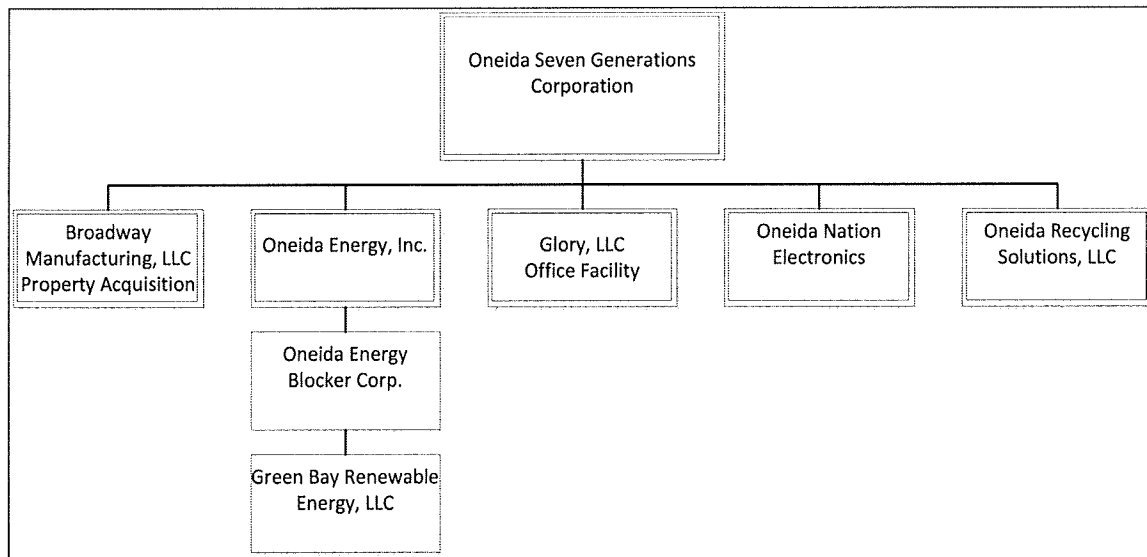 Oneida Seven Generations
Corporation
Broadway
Manufacturing, LLC
Property Acquisition
Oneida Energy, Inc.
Glory, LLC
Office Facility
Oneida Nation
Electronics
Oneida Recycling
Solutions, LLC
Oneida Energy
Blocker Corp.
Green Bay Renewable
Energy, LLC